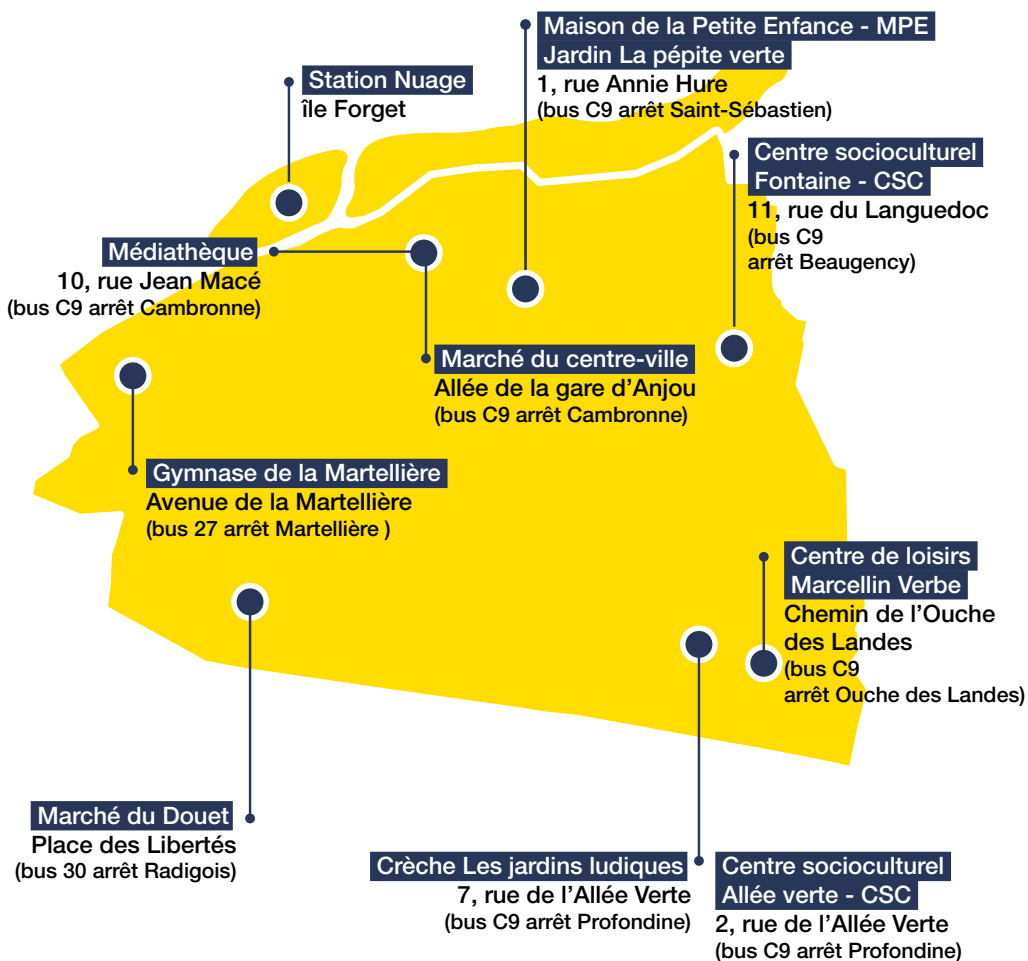 Maison de la Petite Enfance - MPE
Jardin La pépite verte
1, rue Annie Hure
(bus C9 arrêt Saint-Sébastien)
Station Nuage
île Forget
Centre socioculturel
Fontaine - CSC
11, rue du Languedoc
(bus C9
arrêt Beaugency)
Médiathèque
10, rue Jean Macé
(bus C9 arrêt Cambronne)
Marché du centre-ville
Allée de la gare d'Anjou
(bus C9 arrêt Cambronne)
Gymnase de la Martellière
Avenue de la Martellière
(bus 27 arrêt Martellière )
Centre de loisirs
Marcellin Verbe
Chemin de l'Ouche
des Landes
(bus C9
arrêt Ouche des Landes)
Marché du Douet
Place des Libertés
(bus 30 arrêt Radigois)
Crèche Les jardins ludiques
7, rue de l'Allée Verte
(bus C9 arrêt Profondine)
Centre socioculturel
Allée verte - CSC
2, rue de l'Allée Verte
(bus C9 arrêt Profondine)